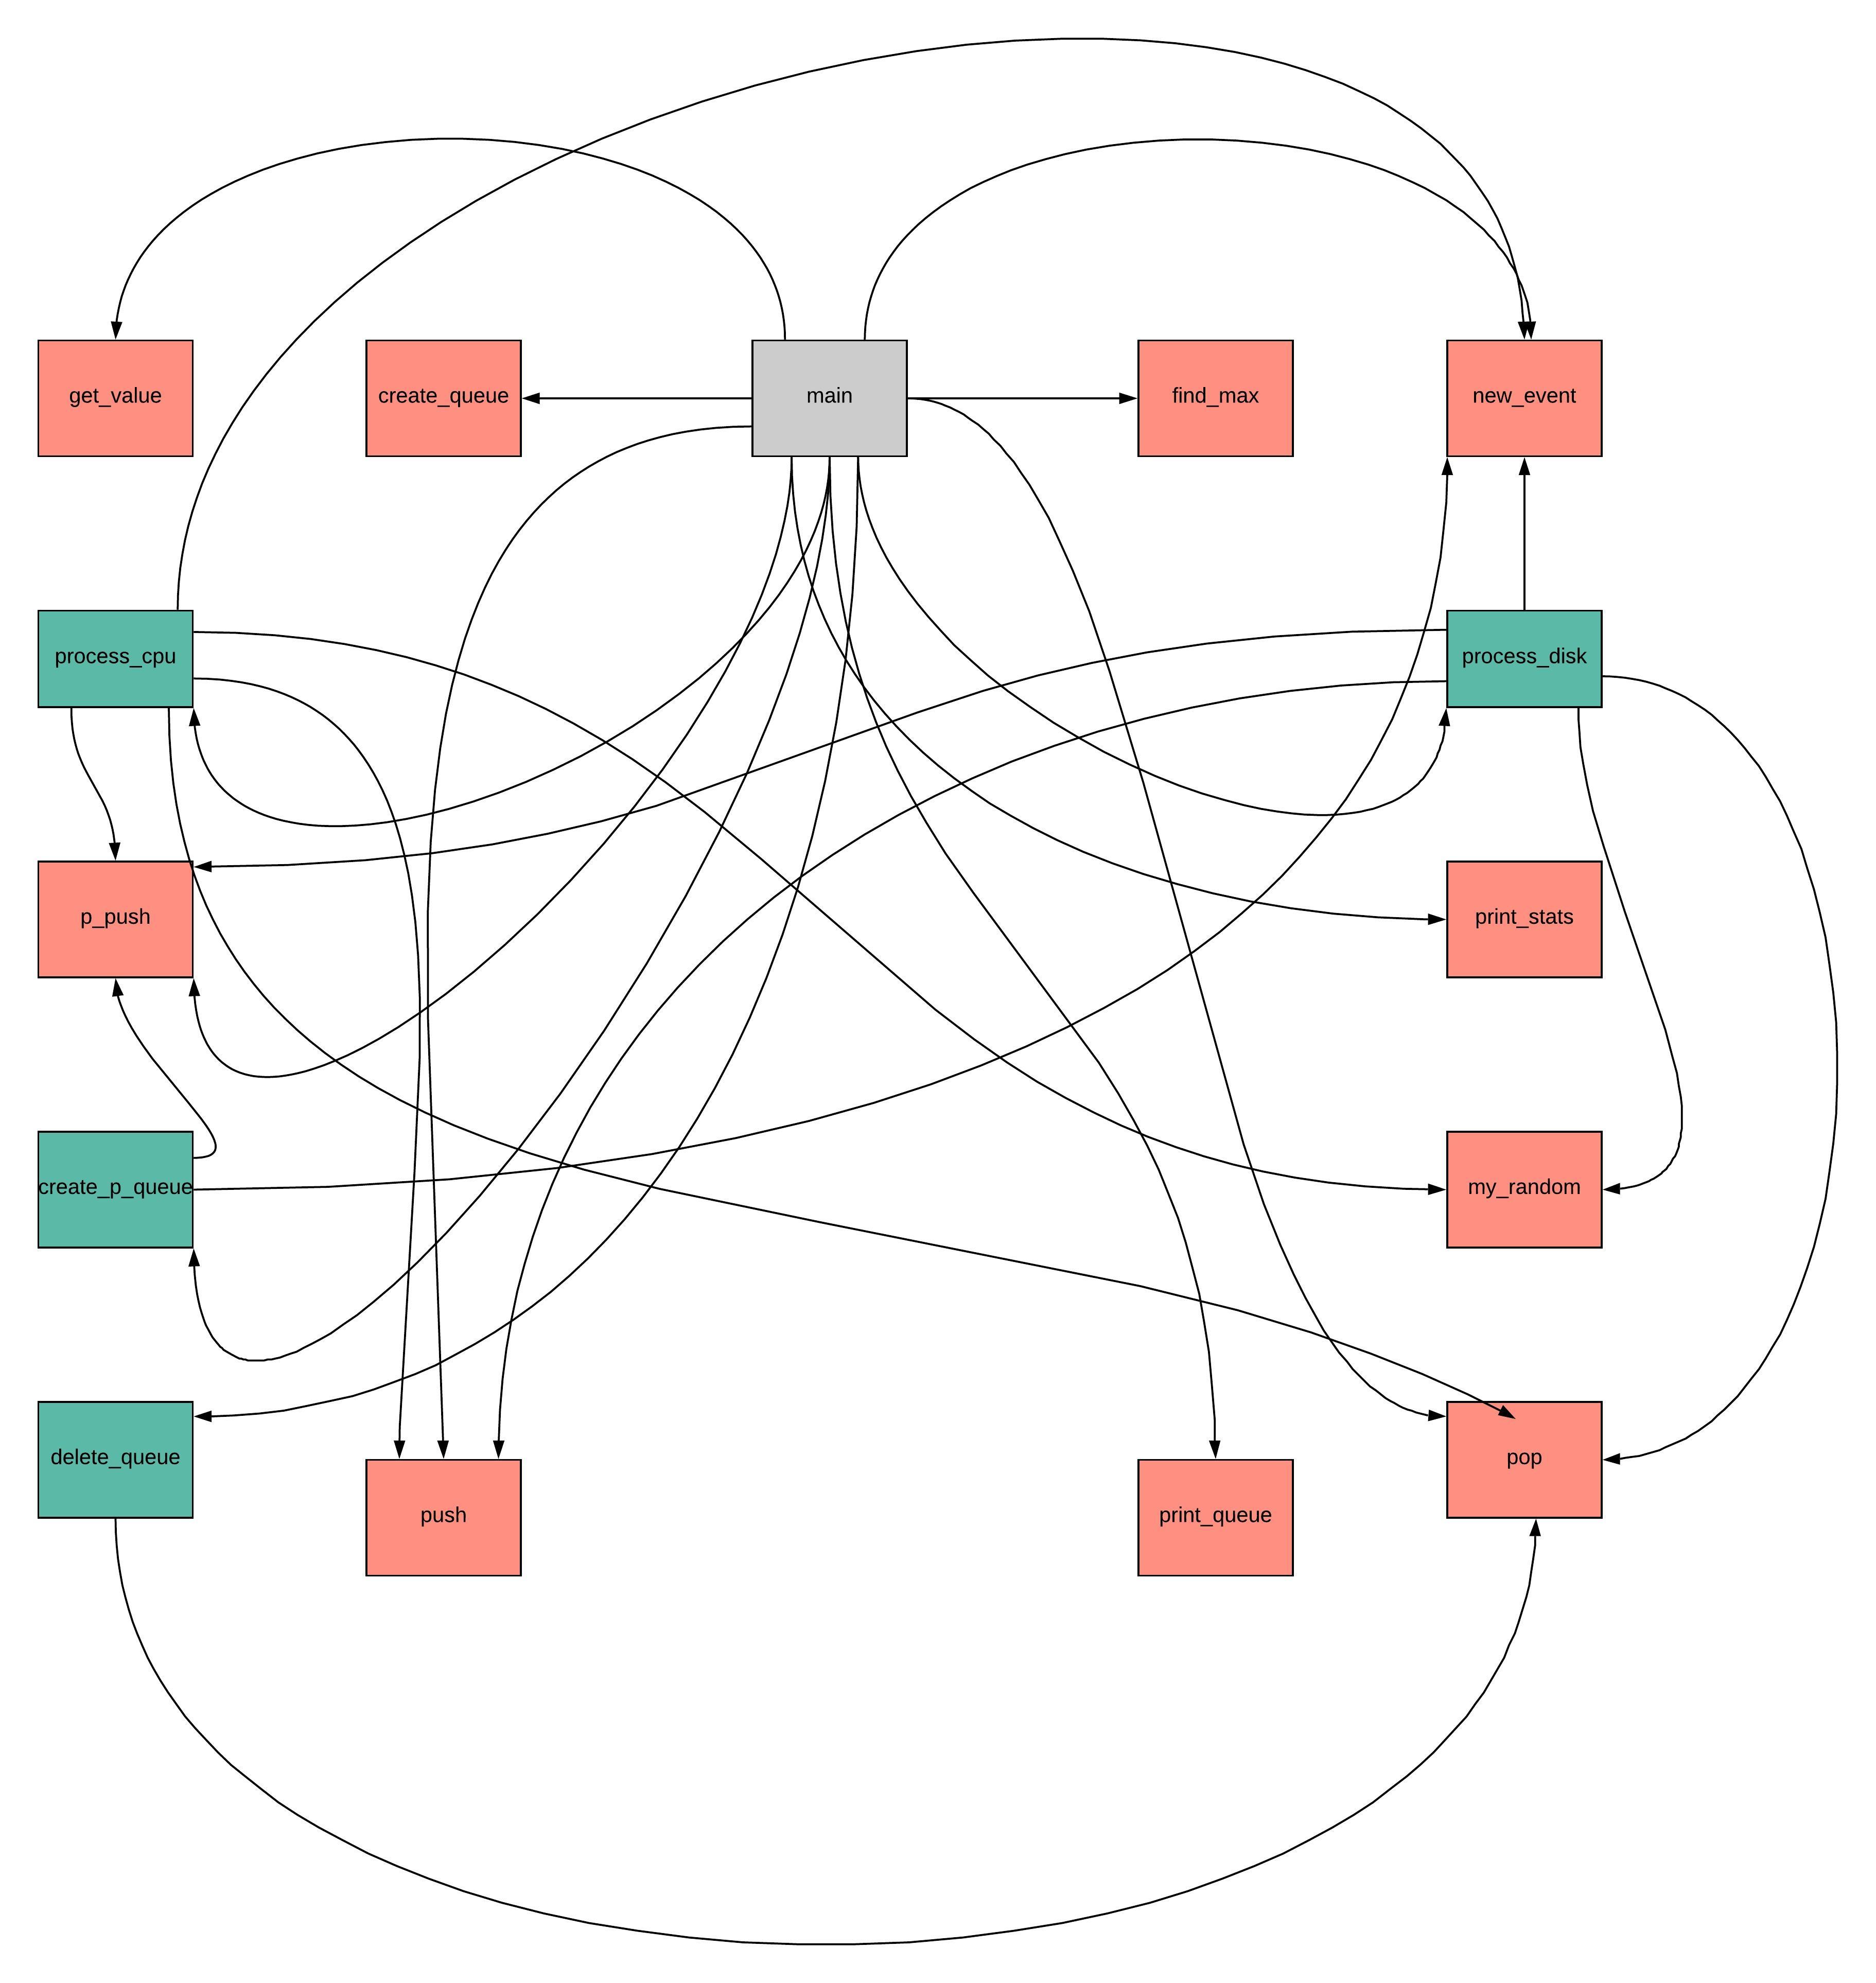 get_value
create_queue
main
find_max
new_event
process_cpu
process_disk
p_push
print_stats
create_p_queue
my_random
delete_queue
pop
push
print_queue